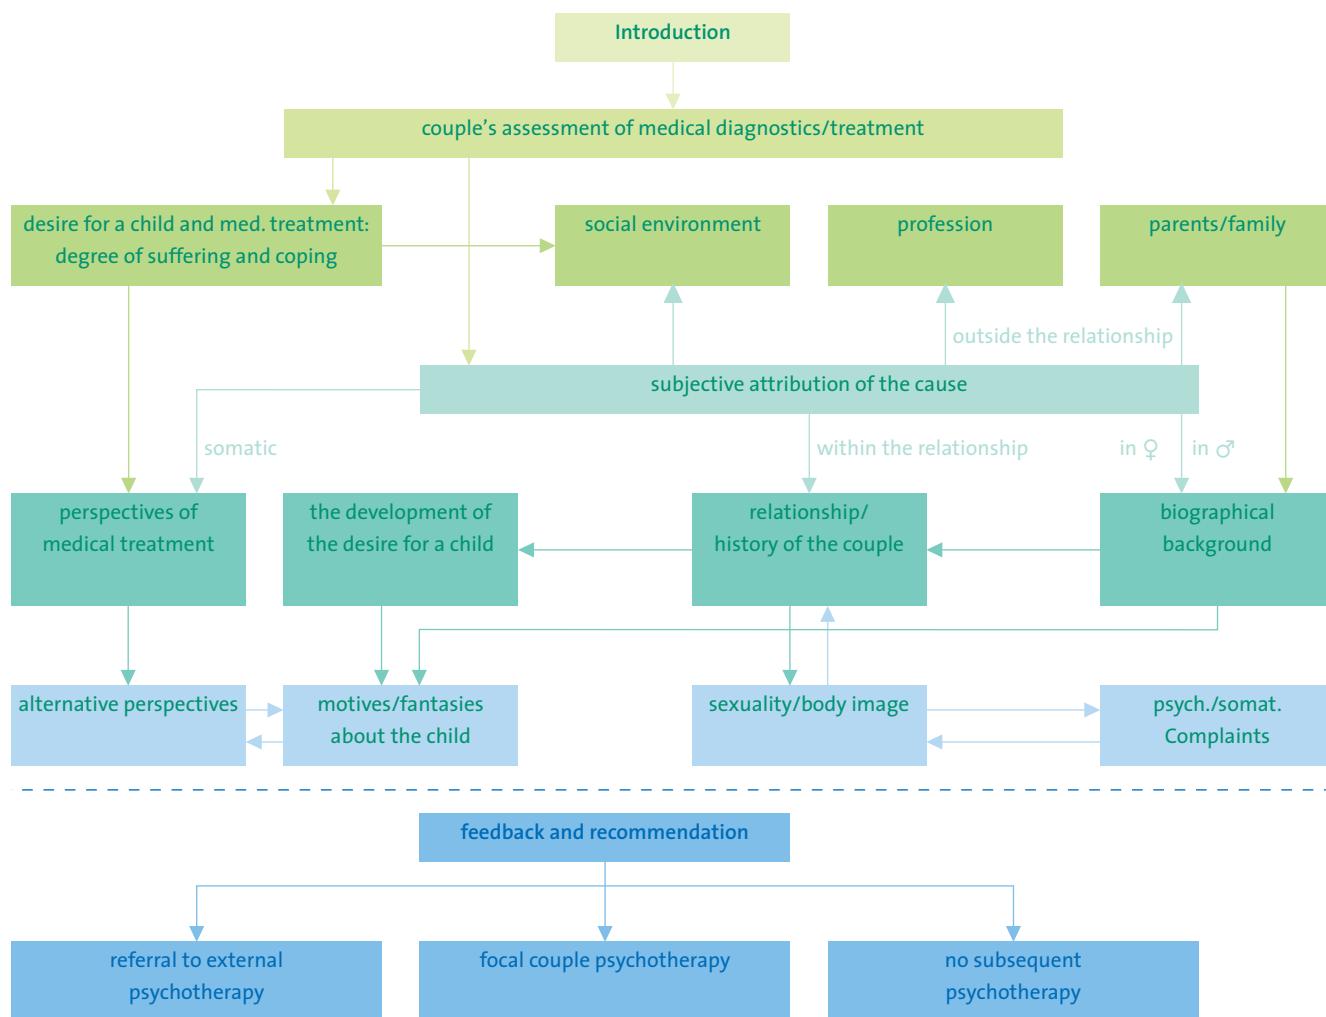 Introduction
couple's assessment of medical diagnostics/treatment
desire for a child and med. treatment:
degree of suffering and coping
social environment
profession
parents/family
outside the relationship
subjective attribution of the cause
somatic
within the relationship
in ♀
in ♂
perspectives of
medical treatment
the development of
the desire for a child
relationship/
history of the couple
biographical
background
alternative perspectives
motives/fantasies
about the child
sexuality/body image
psych./somat.
Complaints
feedback and recommendation
referral to external
psychotherapy
focal couple psychotherapy
no subsequent
psychotherapy